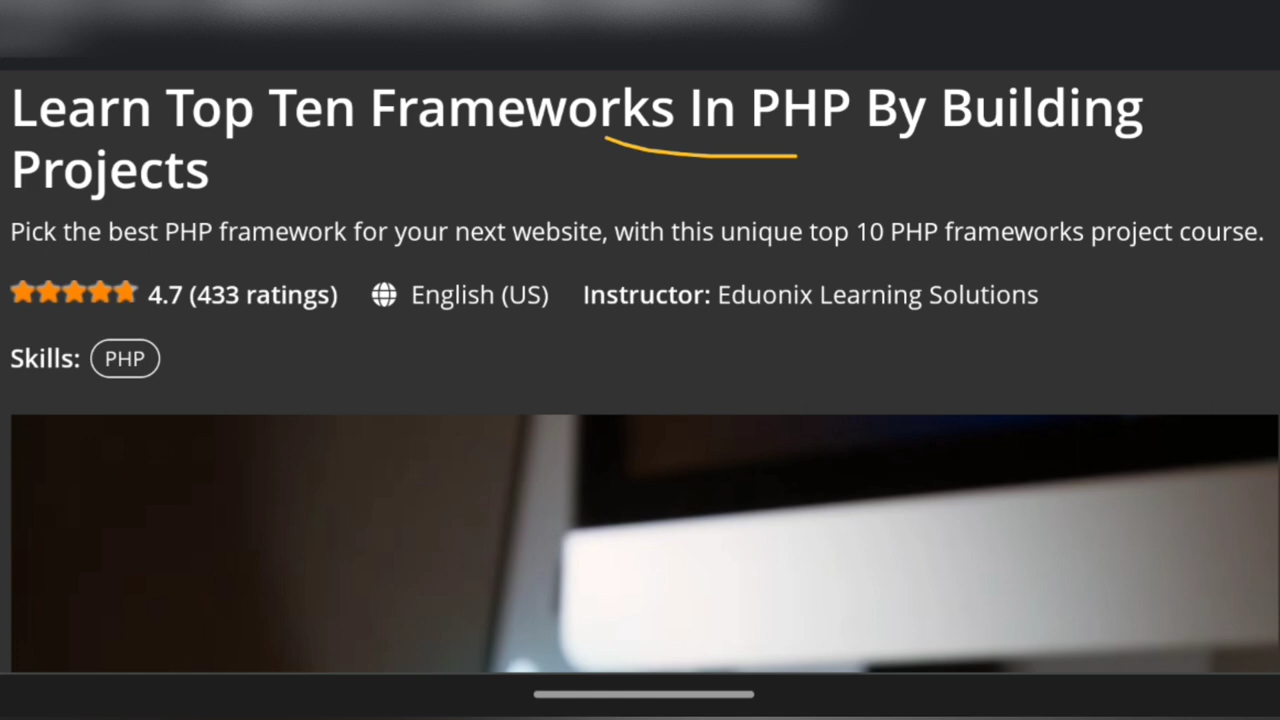 Learn Top Ten Frameworks In PHP By Building
Projects
Pick the best PHP framework for your next website, with this unique top 10 PHP frameworks project course.
4.7 (433 ratings) English (US) Instructor: Eduonix Learning Solutions
Skills: PHP